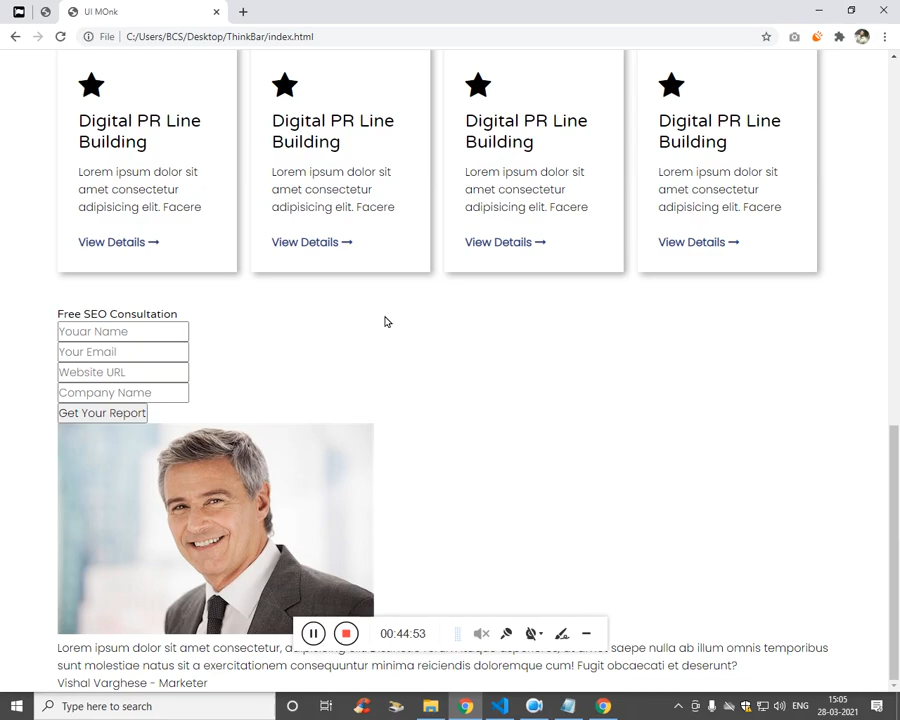 UI MOnk
File
C:/Users/BCS/Desktop/ThinkBar/index.html
Digital PR Line Building
Lorem ipsum dolor sit
amet consectetur
adipisicing elit. Facere
View Details
Digital PR Line Building
Lorem ipsum dolor sit
amet consectetur
adipisicing elit. Facere
View Details
Digital PR Line Building
Lorem ipsum dolor sit
amet consectetur
adipisicing elit. Facere
View Details
Digital PR Line Building
Lorem ipsum dolor sit
amet consectetur
adipisicing elit. Facere
View Details
Free SEO Consultation
Youar Name
Your Email
Website URL
Company Name
Get Your Report
00:44:53
Lorem ipsum dolor sit amet consectetur, saepe nulla ab illum omnis temporibus
sunt molestiae natus sit a exercitationem consequuntur minima reiciendis doloremque cum! Fugit obcaecati et deserunt?
Vishal Varghese - Marketer
Type here to search
ENG
15:05
28-03-2021